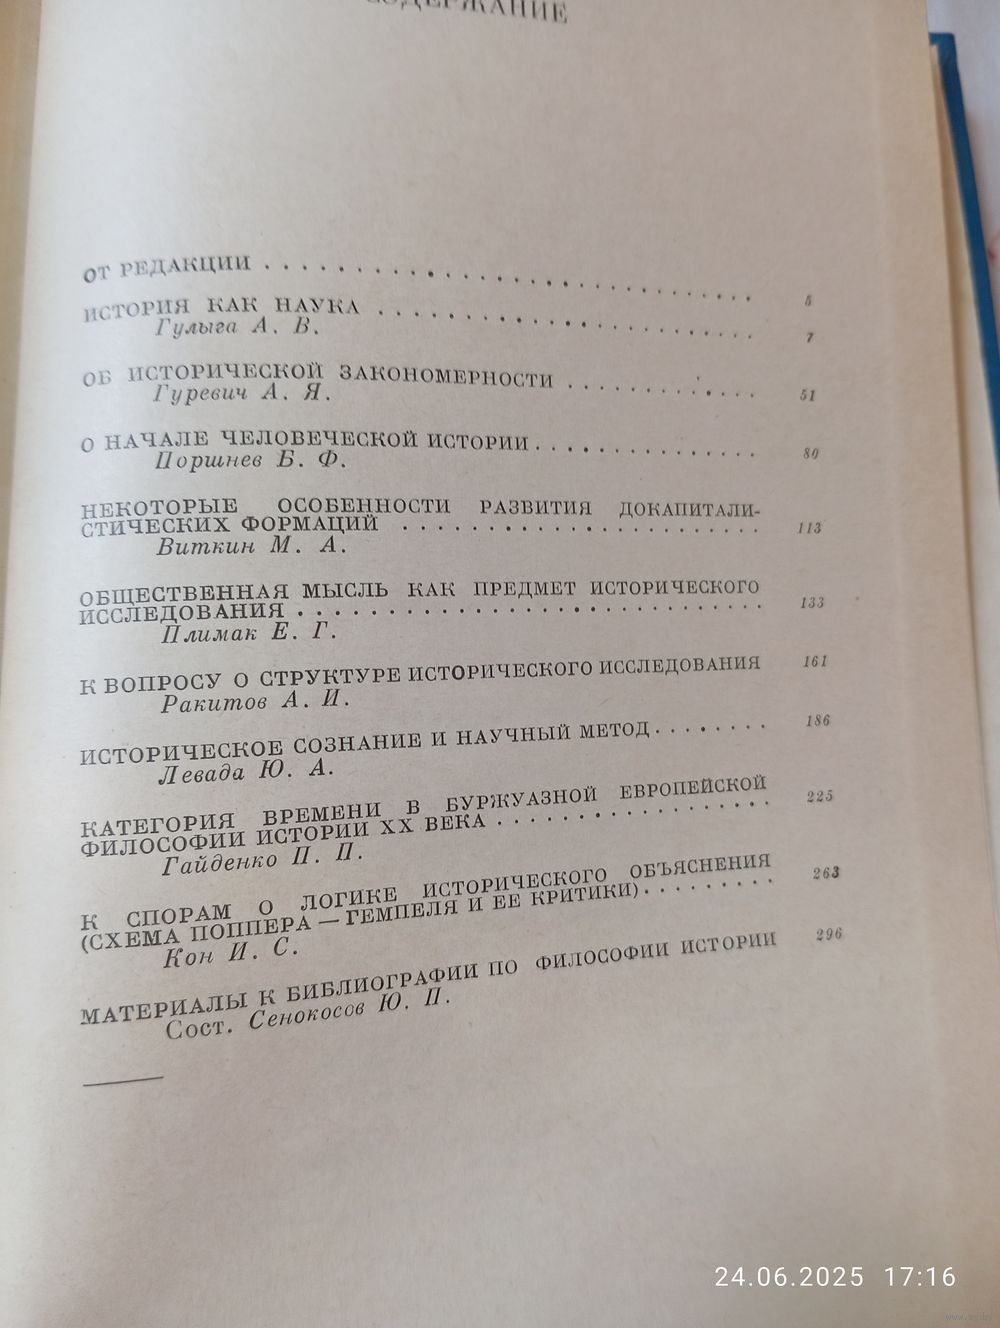 СОДЕРЖАНИЕ
ОТ РЕДАКЦИИ . . . . . . . . . . . . . . . . . . . . . . . . . . 5
ИСТОРИЯ КАК НАУКА . . . . . . . . . . . . . . . . . . . . 7
Гулыга А. В.
ОБ ИСТОРИЧЕСКОЙ ЗАКОНОМЕРНОСТИ . . . . . . . . . . . 51
Гуревич А. Я.
О НАЧАЛЕ ЧЕЛОВЕЧЕСКОЙ ИСТОРИИ . . . . . . . . . . . . . 80
Поршнев Б. Ф.
НЕКОТОРЫЕ ОСОБЕННОСТИ РАЗВИТИЯ ДОКАПИТАЛИ-
СТИЧЕСКИХ ФОРМАЦИЙ . . . . . . . . . . . . . . . . . . . 113
Виткин М. А.
ОБЩЕСТВЕННАЯ МЫСЛЬ КАК ПРЕДМЕТ ИСТОРИЧЕСКОГО
ИССЛЕДОВАНИЯ . . . . . . . . . . . . . . . . . . . . . . . . . 133
Плимак Е. Г.
К ВОПРОСУ О СТРУКТУРЕ ИСТОРИЧЕСКОГО ИССЛЕДОВАНИЯ 161
Ракитов А. И.
ИСТОРИЧЕСКОЕ СОЗНАНИЕ И НАУЧНЫЙ МЕТОД . . . . . . . . 186
Левада Ю. А.
КАТЕГОРИЯ ВРЕМЕНИ В БУРЖУАЗНОЙ ЕВРОПЕЙСКОЙ
ФИЛОСОФИИ ИСТОРИИ XX ВЕКА . . . . . . . . . . . . . . . 225
Гайденко П. П.
К СПОРАМ О ЛОГИКЕ ИСТОРИЧЕСКОГО ОБЪЯСНЕНИЯ
(СХЕМА ПОППЕРА — ГЕМПЕЛЯ И ЕЕ КРИТИКИ) . . . . . . . . 263
Кон И. С.
МАТЕРИАЛЫ К БИБЛИОГРАФИИ ПО ФИЛОСОФИИ ИСТОРИИ 296
Сост. Сенокосов Ю. П.
24.06.2025 17:16